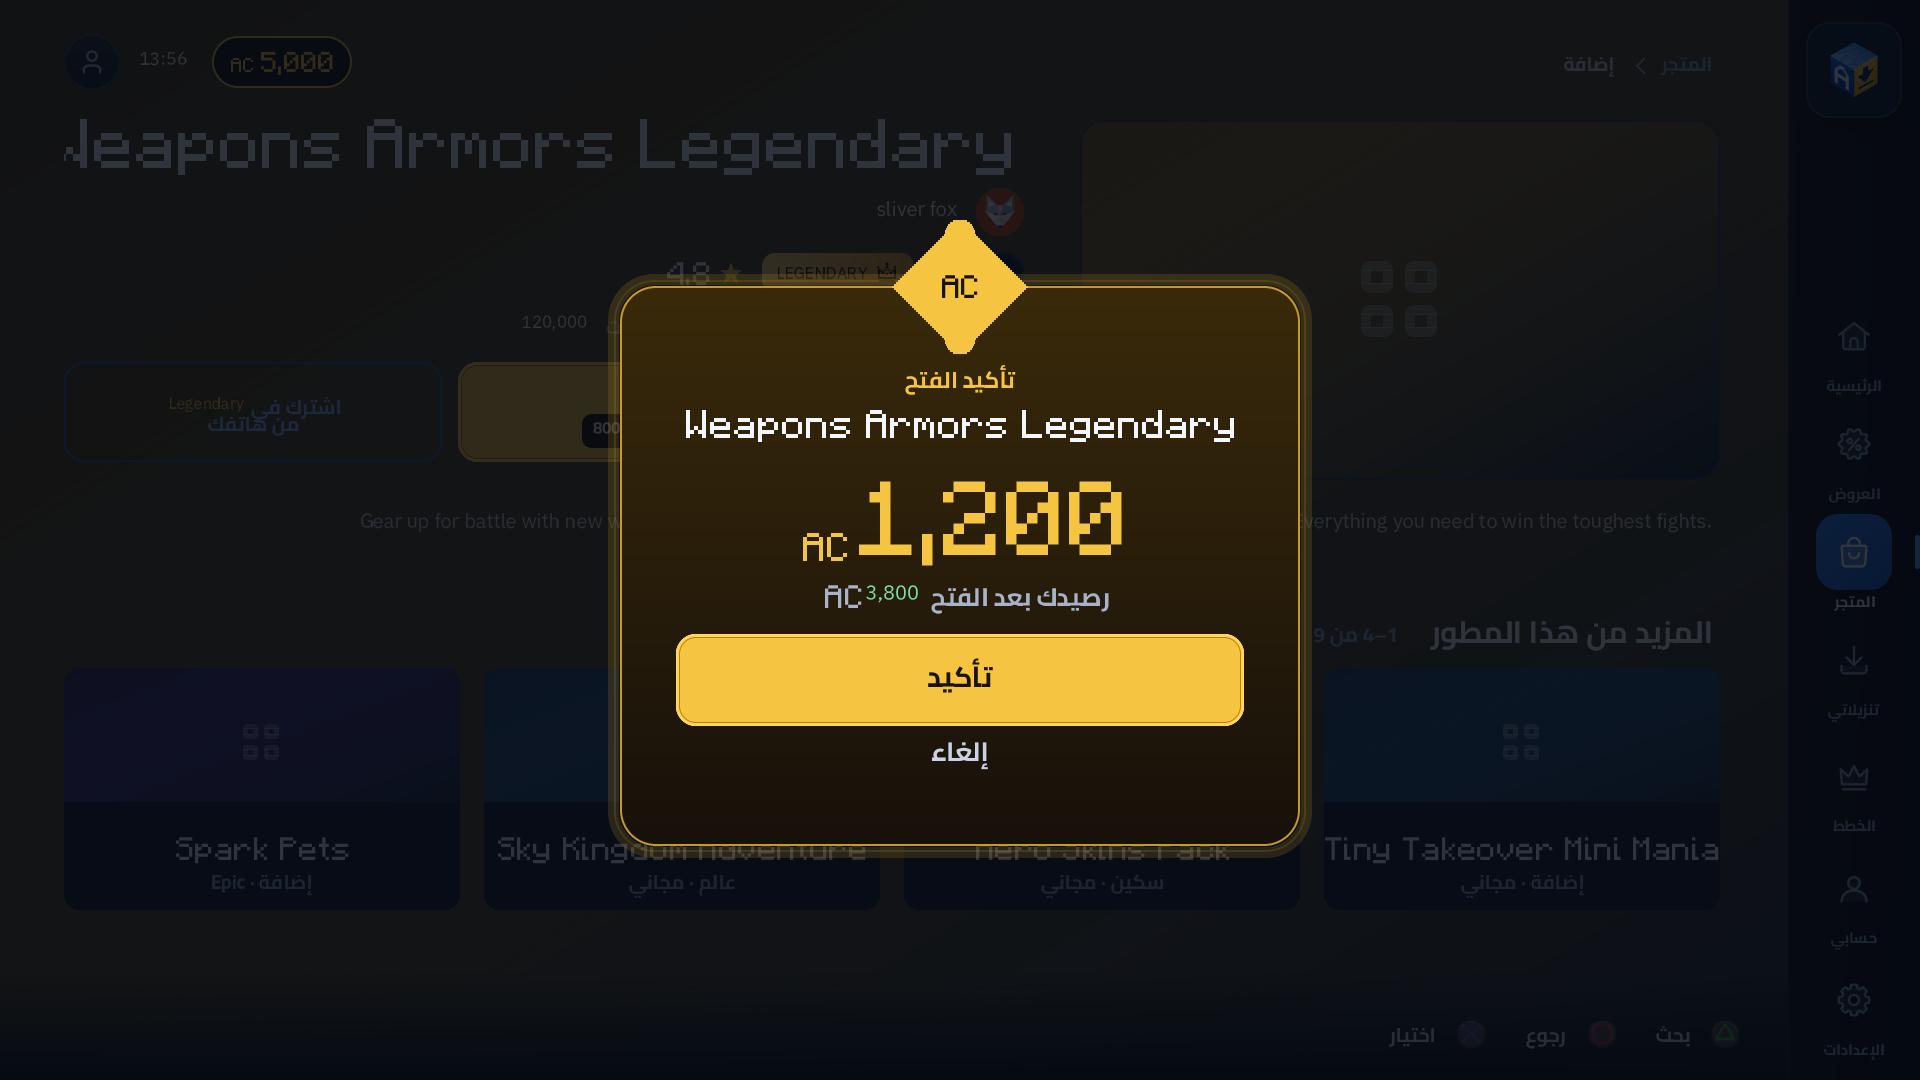 المتجر > إضافة
AC 5,000
13:56
Weapons Armors Legendary
sliver fox
LEGENDARY
4.8
120,000
اشترك في Legendary
من هاتفك
800
Gear up for battle with new w
Everything you need to win the toughest fights.
AC
تأكيد الفتح
Weapons Armors Legendary
AC 1,200
رصيدك بعد الفتح 3,800 AC
تأكيد
إلغاء
المزيد من هذا المطور
1–4 من 9
Tiny Takeover Mini Mania
إضافة · مجاني
Hero Skins Pack
سكين · مجاني
Sky Kingdom Adventure
عالم · مجاني
Spark Pets
إضافة · Epic
بحث
رجوع
اختيار
A
الرئيسية
العروض
المتجر
تنزيلاتي
الخطط
حسابي
الإعدادات